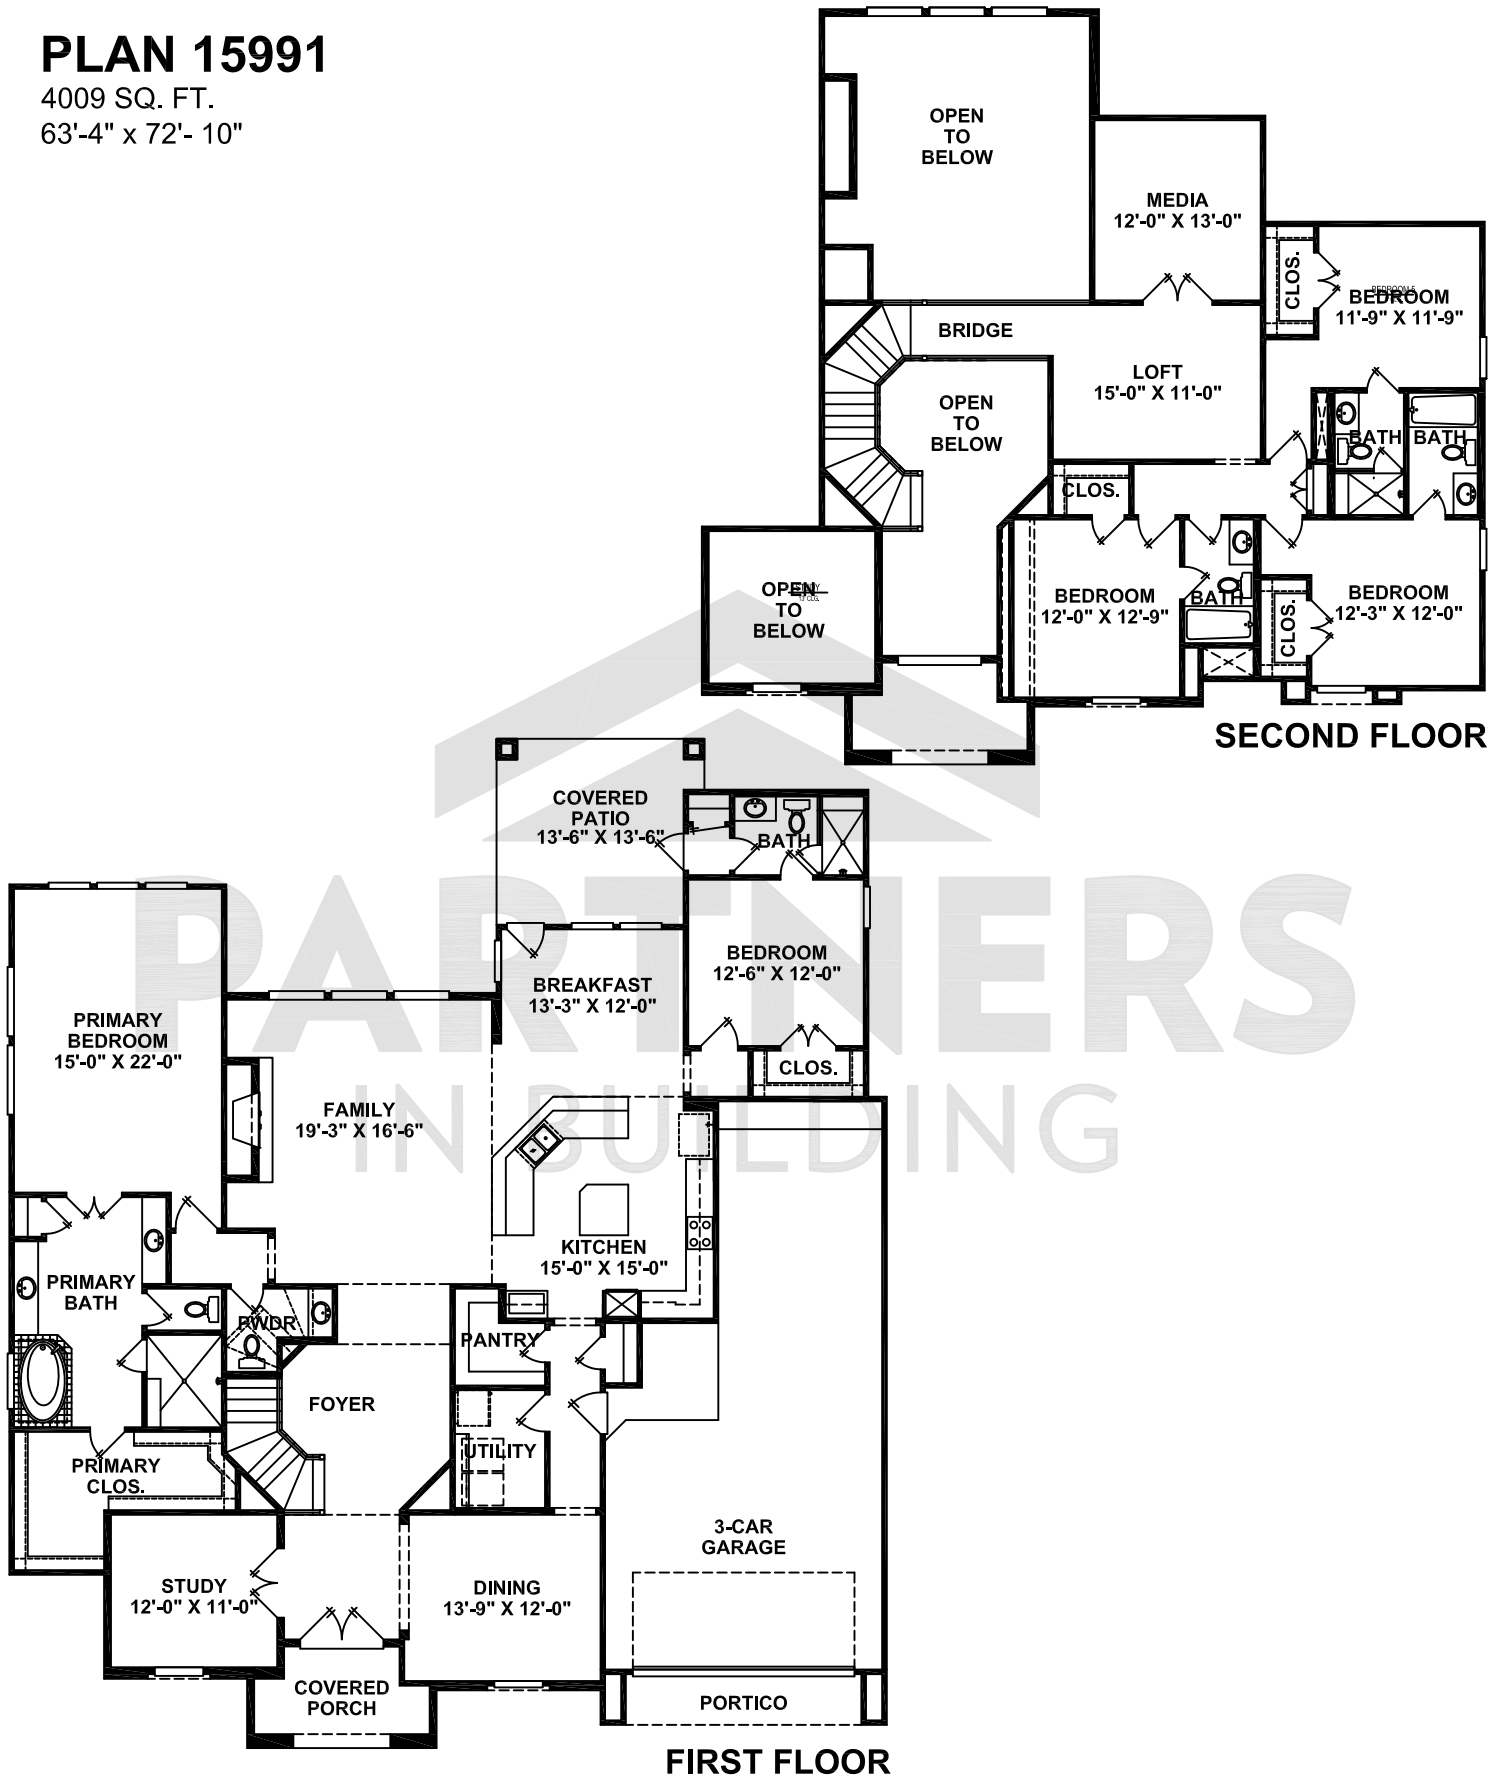 PLAN 15991
4009 SQ. FT.
63'-4" x 72'- 10"
OPEN
TO
BELOW
MEDIA
12'-0" X 13'-0"
CLOS.
BEDROOM 5
BEDROOM
11'-9" X 11'-9"
BRIDGE
LOFT
15'-0" X 11'-0"
OPEN
TO
BELOW
BATH
BATH
CLOS.
OPEN
TO
BELOW
BEDROOM
12'-0" X 12'-9"
BATH
CLOS.
BEDROOM
12'-3" X 12'-0"
SECOND FLOOR
COVERED
PATIO
13'-6" X 13'-6"
BATH
PARTNERS
IN BUILDING
BEDROOM
12'-6" X 12'-0"
BREAKFAST
13'-3" X 12'-0"
PRIMARY
BEDROOM
15'-0" X 22'-0"
CLOS.
FAMILY
19'-3" X 16'-6"
KITCHEN
15'-0" X 15'-0"
PRIMARY
BATH
PWDR
PANTRY
FOYER
UTILITY
PRIMARY
CLOS.
3-CAR
GARAGE
STUDY
12'-0" X 11'-0"
DINING
13'-9" X 12'-0"
COVERED
PORCH
PORTICO
FIRST FLOOR